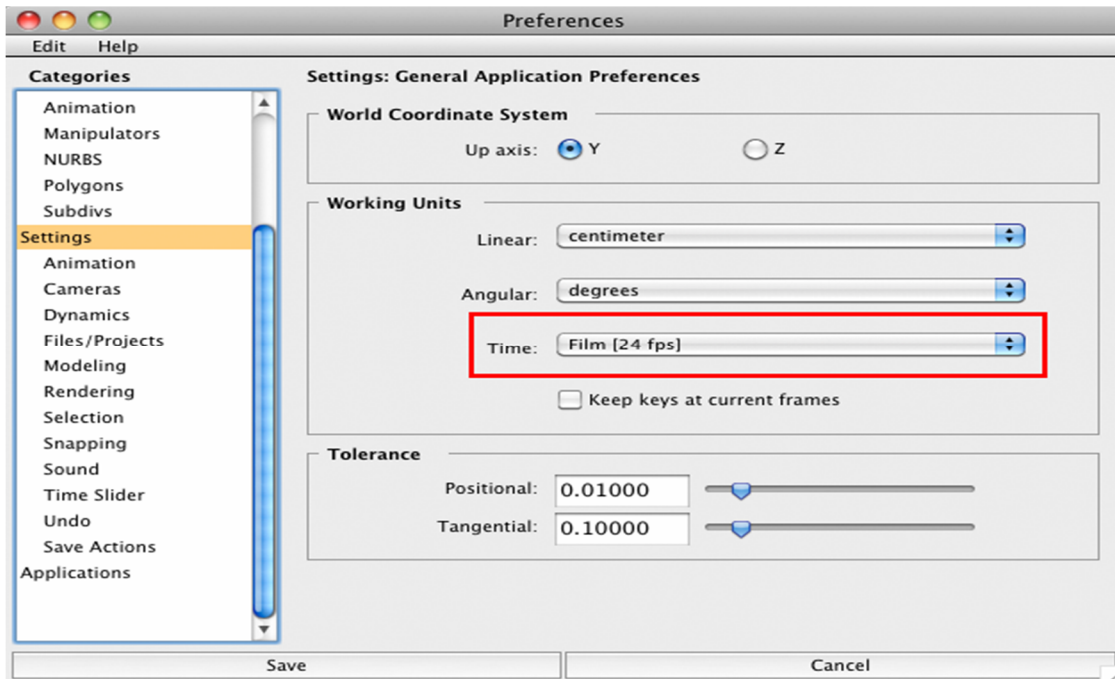 Preferences
Edit Help
Categories
Animation
Manipulators
NURBS
Polygons
Subdivs
Settings
Animation
Cameras
Dynamics
Files/Projects
Modeling
Rendering
Selection
Snapping
Sound
Time Slider
Undo
Save Actions
Applications
Settings: General Application Preferences
World Coordinate System
Up axis: Y Z
Working Units
Linear: centimeter
Angular: degrees
Time: Film [24 fps]
Keep keys at current frames
Tolerance
Positional: 0.01000
Tangential: 0.10000
Save Cancel